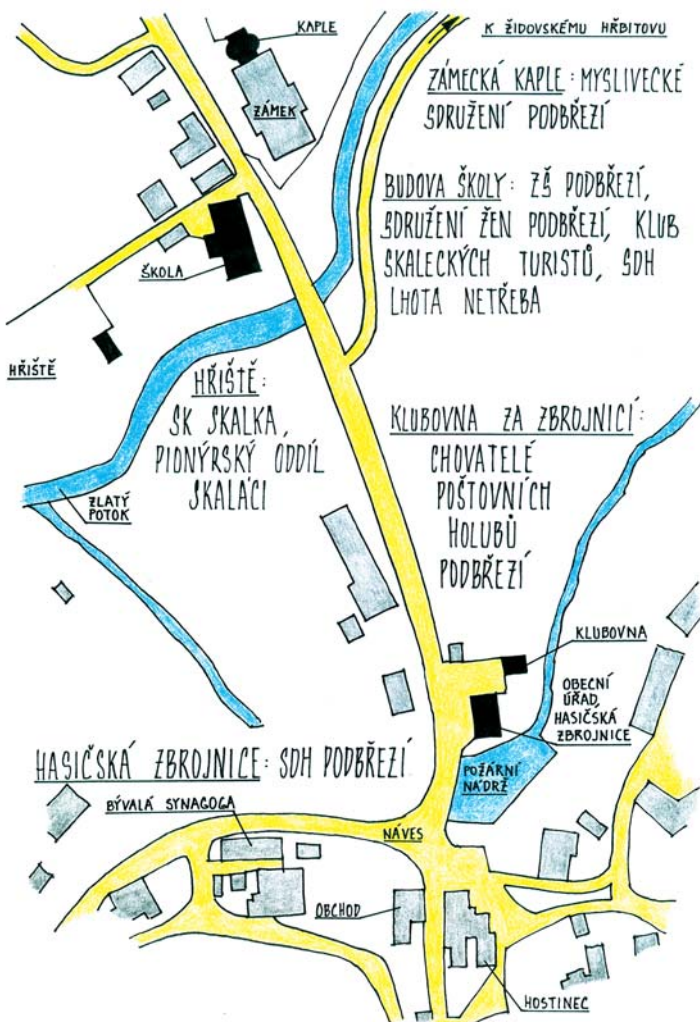 KAPLE
K ŽIDOVSKÉMU HŘBITOVU
ZÁMECKÁ KAPLE: MYSLIVECKÉ
SDRUŽENÍ PODBŘEZÍ
ZÁMEK
BUDOVA ŠKOLY: ZŠ PODBŘEZÍ,
SDRUŽENÍ ŽEN PODBŘEZÍ, KLUB
SKALECKÝCH TURISTŮ, SDH
LHOTA NETŘEBA
ŠKOLA
HŘIŠTĚ
HŘIŠTĚ:
SK SKALKA,
PIONÝRSKÝ ODDÍL
SKALÁCI
KLUBOVNA ZA ZBROJNICÍ:
CHOVATELÉ
POŠTOVNÍCH
HOLUBŮ
PODBŘEZÍ
ZLATÝ
POTOK
KLUBOVNA
OBECNÍ
ÚŘAD,
HASIČSKÁ
ZBROJNICE
HASIČSKÁ ZBROJNICE: SDH PODBŘEZÍ
POŽÁRNÍ
NÁDRŽ
BÝVALÁ SYNAGOGA
NÁVES
OBCHOD
HOSTINEC